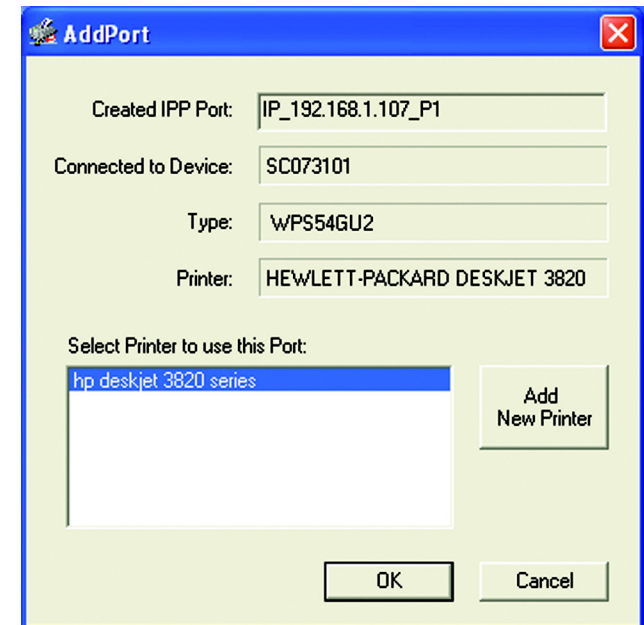 AddPort
Created IPP Port: IP_192.168.1.107_P1
Connected to Device: SC073101
Type: WPS54GU2
Printer: HEWLETT-PACKARD DESKJET 3820
Select Printer to use this Port:
hp deskjet 3820 series
Add
New Printer
OK Cancel